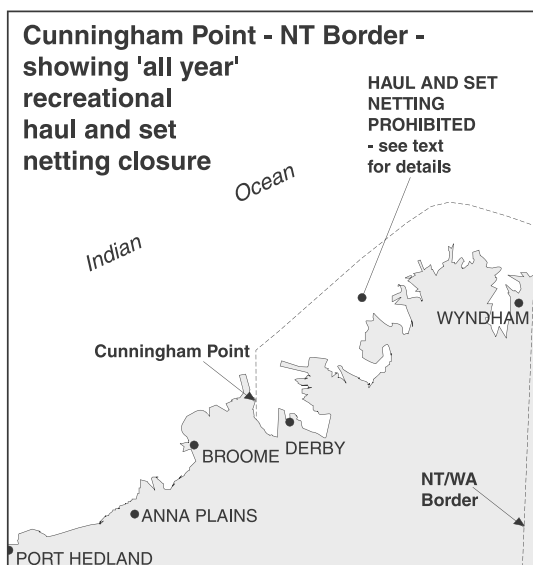 Cunningham Point - NT Border -
showing 'all year'
recreational
haul and set
netting closure
HAUL AND SET
NETTING
PROHIBITED
- see text
for details
Ocean
Indian
WYNDHAM
Cunningham Point
BROOME
DERBY
NT/WA
Border
ANNA PLAINS
PORT HEDLAND